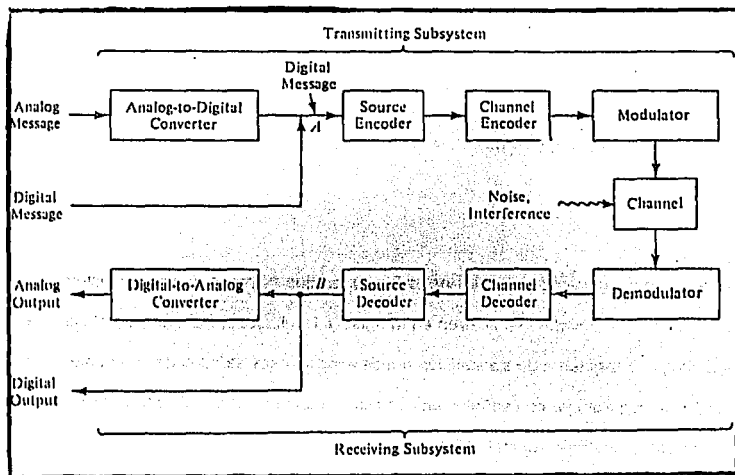 Transmitting Subsystem
Digital
Message
Analog
Message
Analog-to-Digital
Converter
A
Source
Encoder
Channel
Encoder
Modulator
Digital
Message
Noise,
Interference
Channel
Analog
Output
Digital-to-Analog
Converter
B
Source
Decoder
Channel
Decoder
Demodulator
Digital
Output
Receiving Subsystem